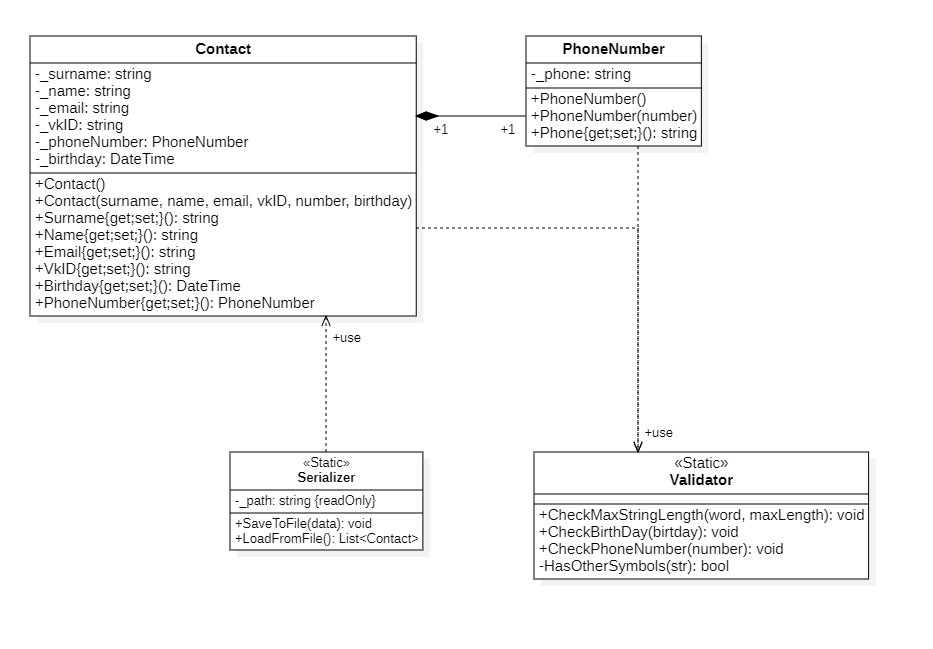 Contact
-_surname: string
-_name: string
-_email: string
-_vkID: string
-_phoneNumber: PhoneNumber
-_birthday: DateTime
+Contact()
+Contact(surname, name, email, vkID, number, birthday)
+Surname{get;set;}(): string
+Name{get;set;}(): string
+Email{get;set;}(): string
+VkID{get;set;}(): string
+Birthday{get;set;}(): DateTime
+PhoneNumber{get;set;}(): PhoneNumber
+1
+1
PhoneNumber
-_phone: string
+PhoneNumber()
+PhoneNumber(number)
+Phone{get;set;}(): string
+use
+use
«Static»
Serializer
-_path: string {readOnly}
+SaveToFile(data): void
+LoadFromFile(): List<Contact>
«Static»
Validator
+CheckMaxStringLength(word, maxLength): void
+CheckBirthDay(birtday): void
+CheckPhoneNumber(number): void
-HasOtherSymbols(str): bool